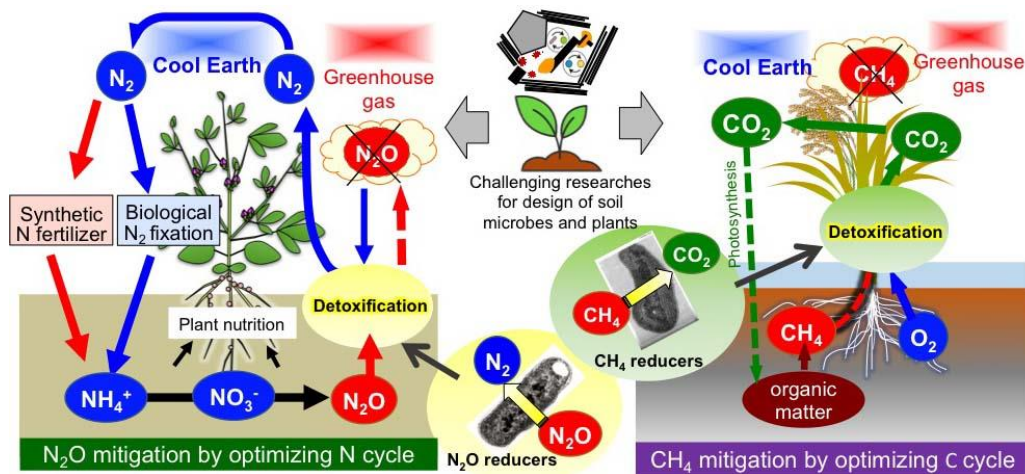 N₂
Cool Earth
N₂
Greenhouse
gas
N₂O
Synthetic
N fertilizer
Biological
N₂ fixation
Detoxification
Plant nutrition
NH₄⁺
NO₃⁻
N₂O
N₂O mitigation by optimizing N cycle
Challenging researches
for design of soil
microbes and plants
CO₂
CH₄
CH₄ reducers
N₂
N₂O
N₂O reducers
Cool Earth
CH₄
Greenhouse
gas
CO₂
CO₂
Photosynthesis
Detoxification
CH₄
O₂
organic
matter
CH₄ mitigation by optimizing C cycle